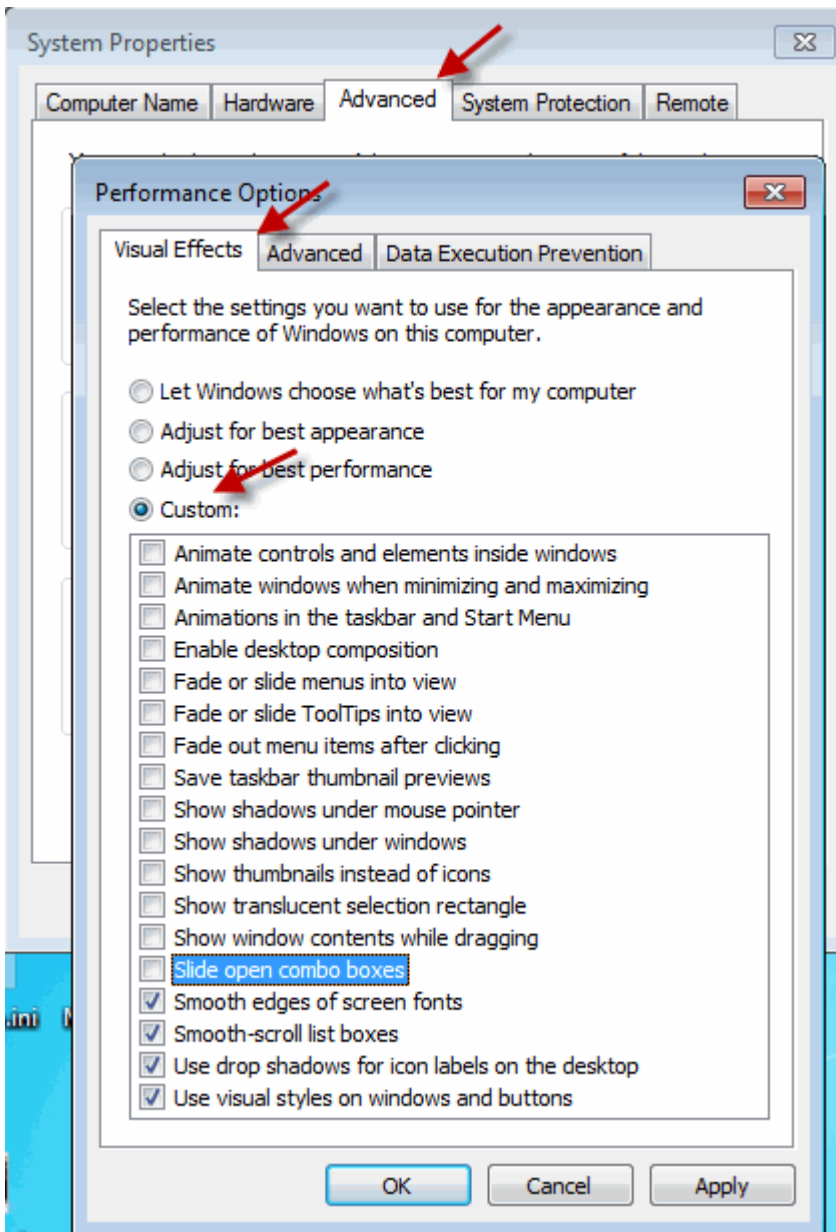 System Properties
Computer Name Hardware Advanced System Protection Remote
Performance Options
Visual Effects Advanced Data Execution Prevention
Select the settings you want to use for the appearance and
performance of Windows on this computer.
Let Windows choose what's best for my computer
Adjust for best appearance
Adjust for best performance
Custom:
Animate controls and elements inside windows
Animate windows when minimizing and maximizing
Animations in the taskbar and Start Menu
Enable desktop composition
Fade or slide menus into view
Fade or slide ToolTips into view
Fade out menu items after clicking
Save taskbar thumbnail previews
Show shadows under mouse pointer
Show shadows under windows
Show thumbnails instead of icons
Show translucent selection rectangle
Show window contents while dragging
Slide open combo boxes
Smooth edges of screen fonts
Smooth-scroll list boxes
Use drop shadows for icon labels on the desktop
Use visual styles on windows and buttons
.ini
OK Cancel Apply